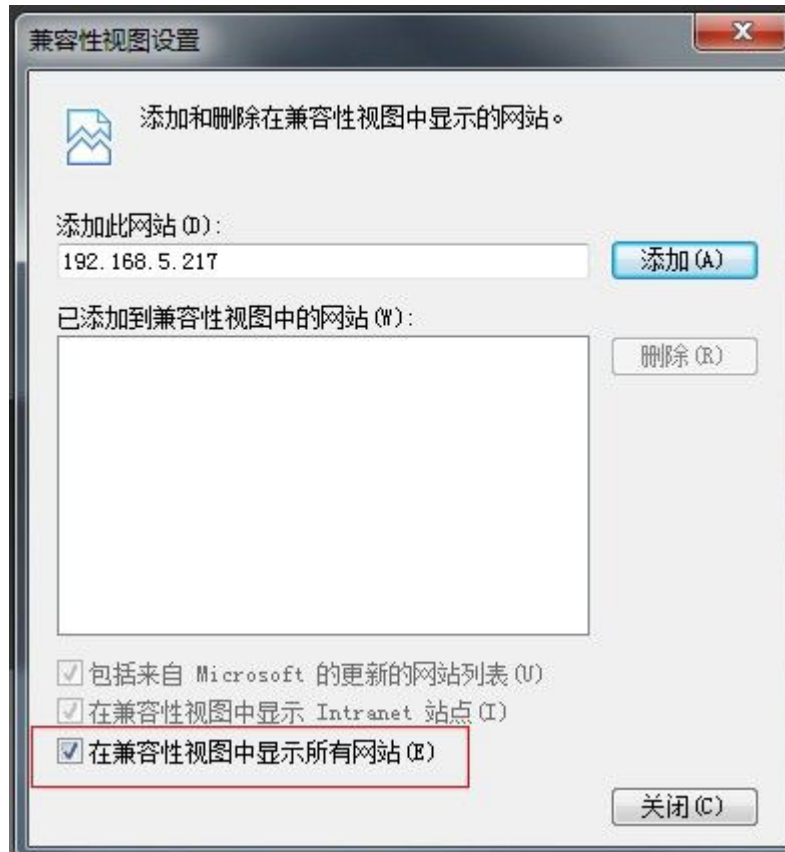 兼容性视图设置
添加和删除在兼容性视图中显示的网站。
添加此网站(D):
192.168.5.217
添加(A)
已添加到兼容性视图中的网站(W):
删除(R)
包括来自 Microsoft 的更新的网站列表(U)
在兼容性视图中显示 Intranet 站点(I)
在兼容性视图中显示所有网站(E)
关闭(C)